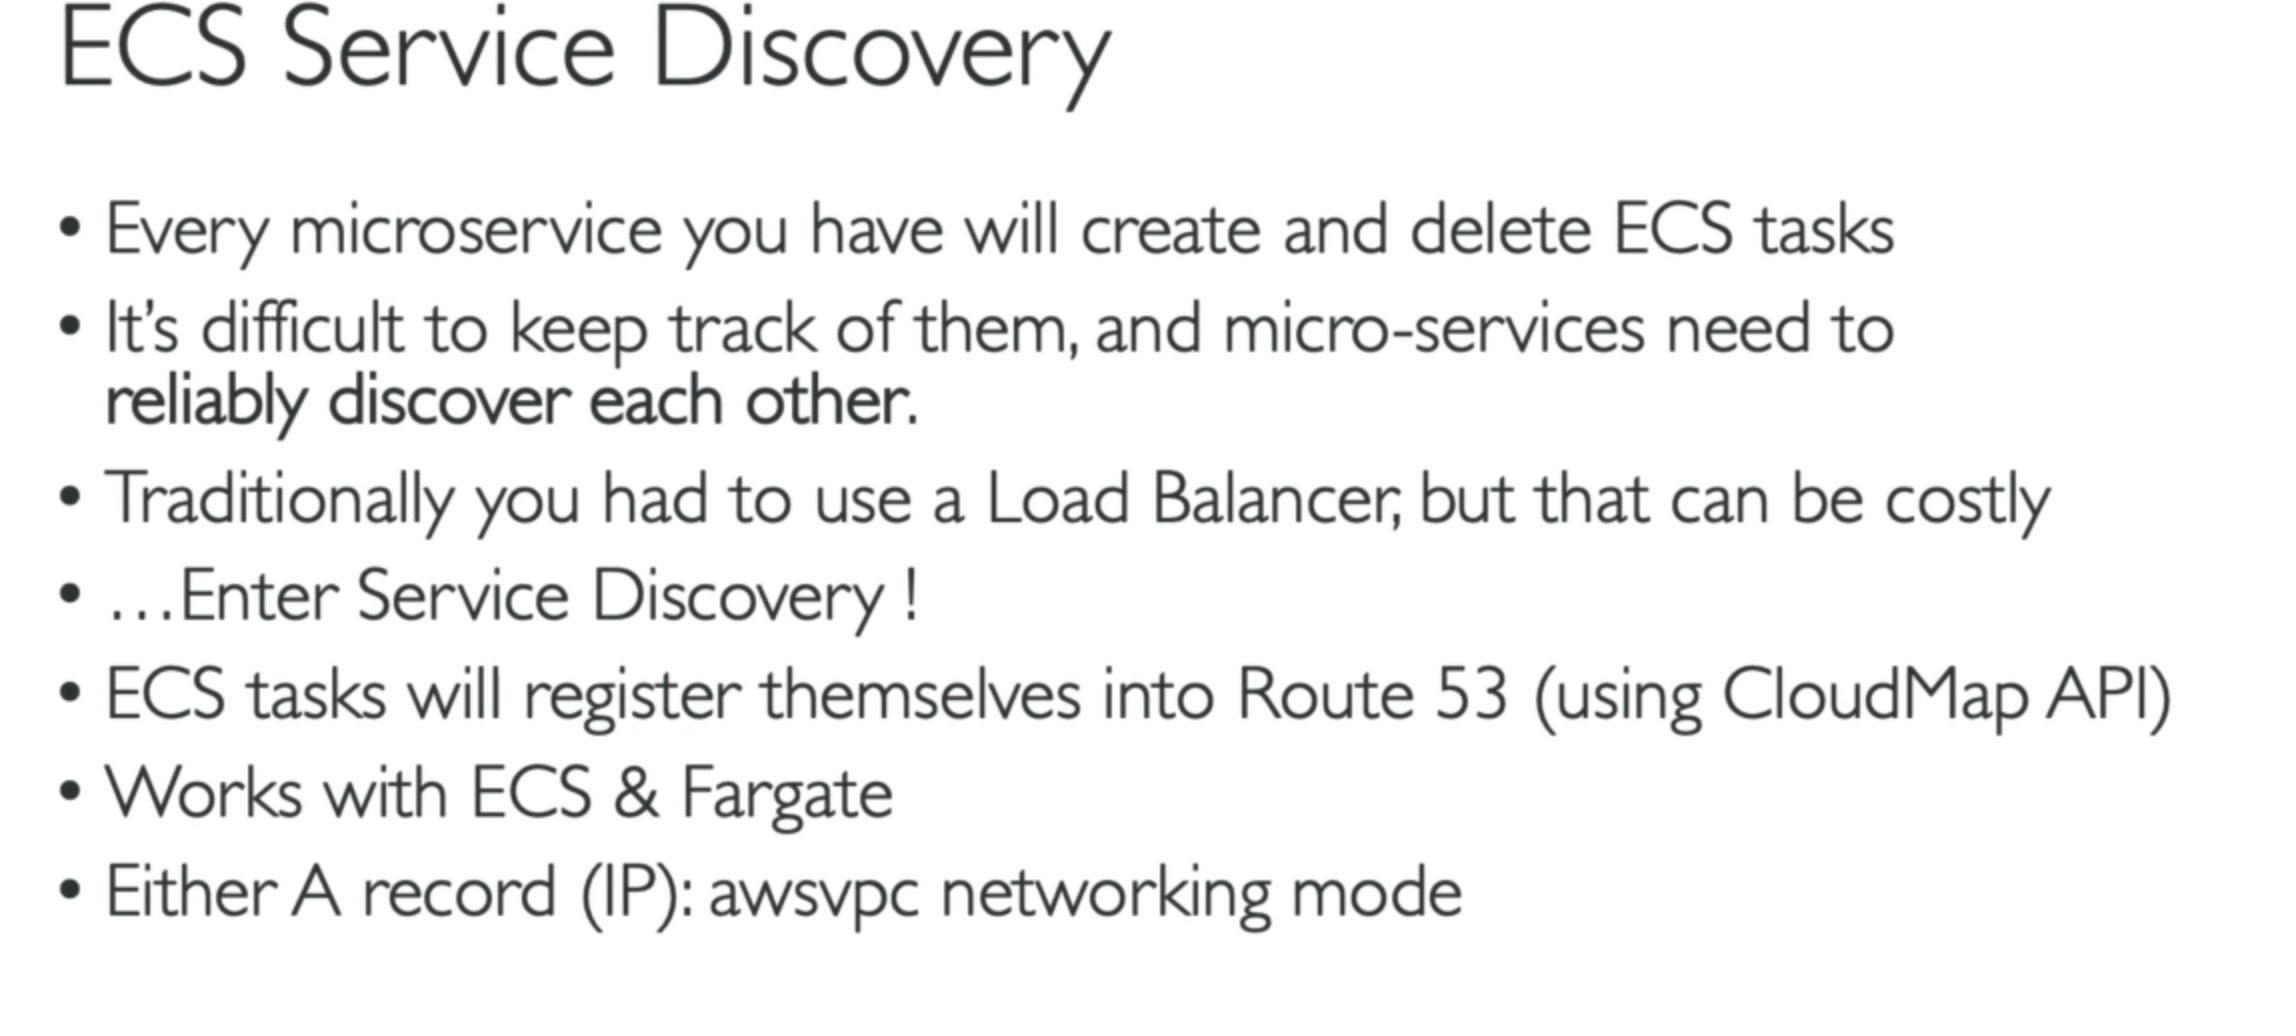 ECS Service Discovery
• Every microservice you have will create and delete ECS tasks
• It's difficult to keep track of them, and micro-services need to
reliably discover each other.
• Traditionally you had to use a Load Balancer, but that can be costly
• …Enter Service Discovery !
• ECS tasks will register themselves into Route 53 (using CloudMap API)
• Works with ECS & Fargate
• Either A record (IP): awsvpc networking mode